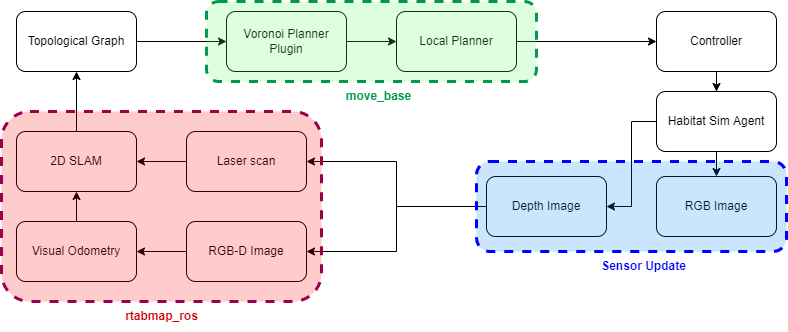 Topological Graph
Voronoi Planner
Plugin
Local Planner
Controller
move_base
Habitat Sim Agent
2D SLAM
Laser scan
Depth Image
RGB Image
Visual Odometry
RGB-D Image
Sensor Update
rtabmap_ros